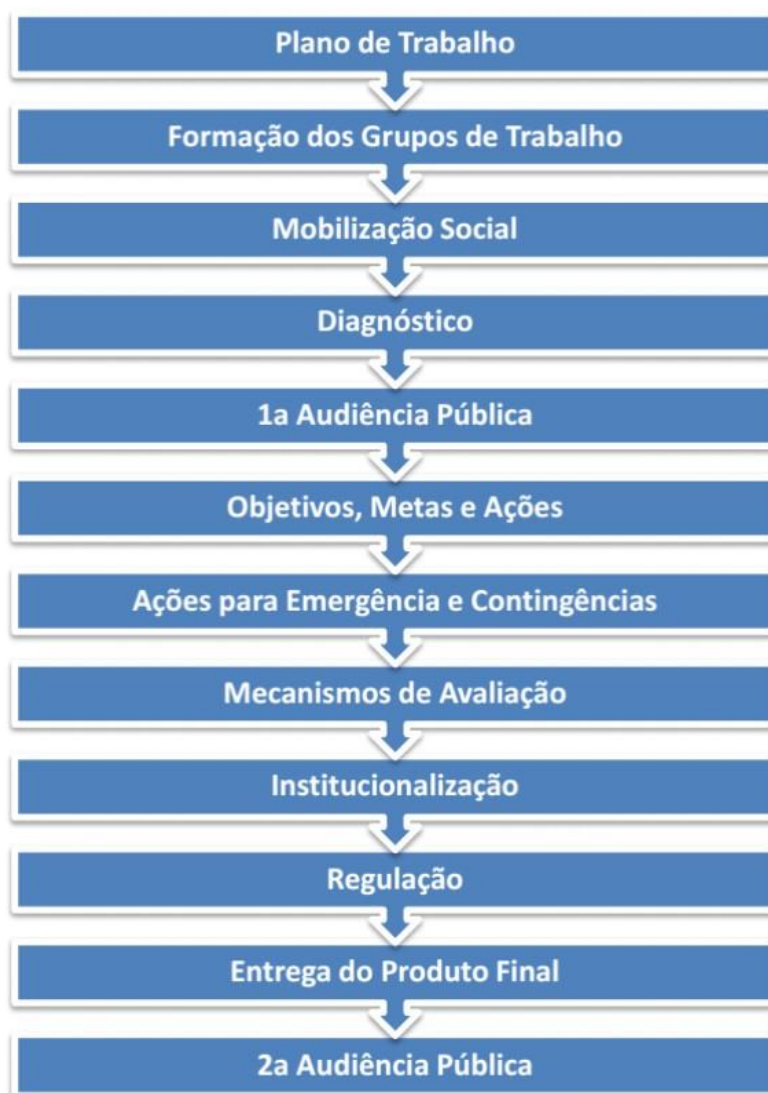 Plano de Trabalho
Formação dos Grupos de Trabalho
Mobilização Social
Diagnóstico
1a Audiência Pública
Objetivos, Metas e Ações
Ações para Emergência e Contingências
Mecanismos de Avaliação
Institucionalização
Regulação
Entrega do Produto Final
2a Audiência Pública